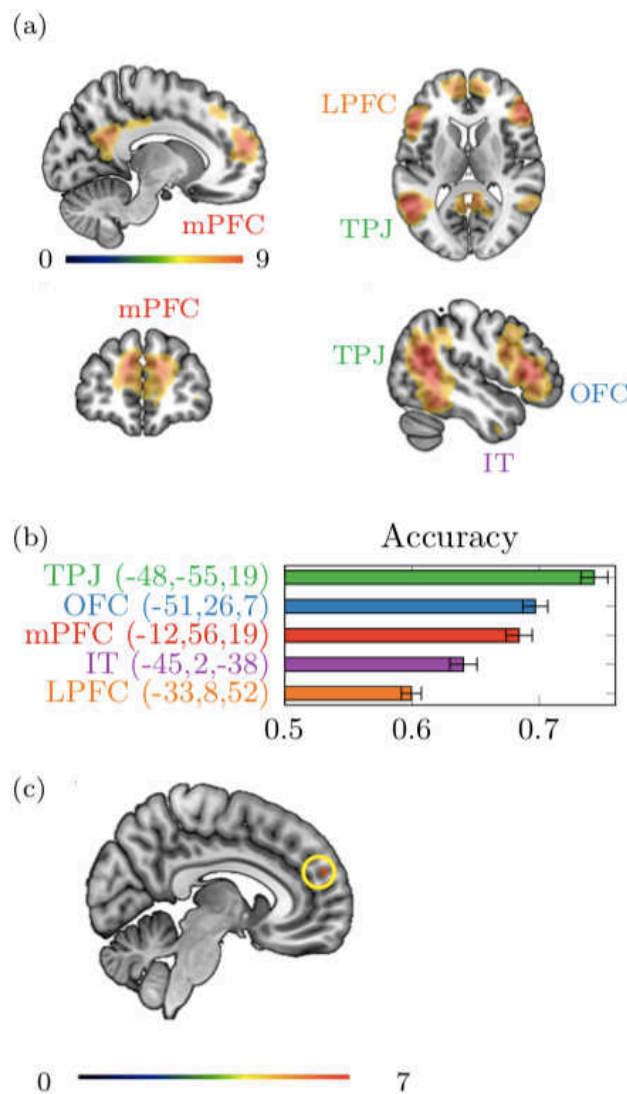 (a)
LPFC
mPFC
TPJ
0 9
mPFC
TPJ
OFC
IT
(b)
Accuracy
TPJ (-48,-55,19)
OFC (-51,26,7)
mPFC (-12,56,19)
IT (-45,2,-38)
LPFC (-33,8,52)
0.5 0.6 0.7
(c)
0 7